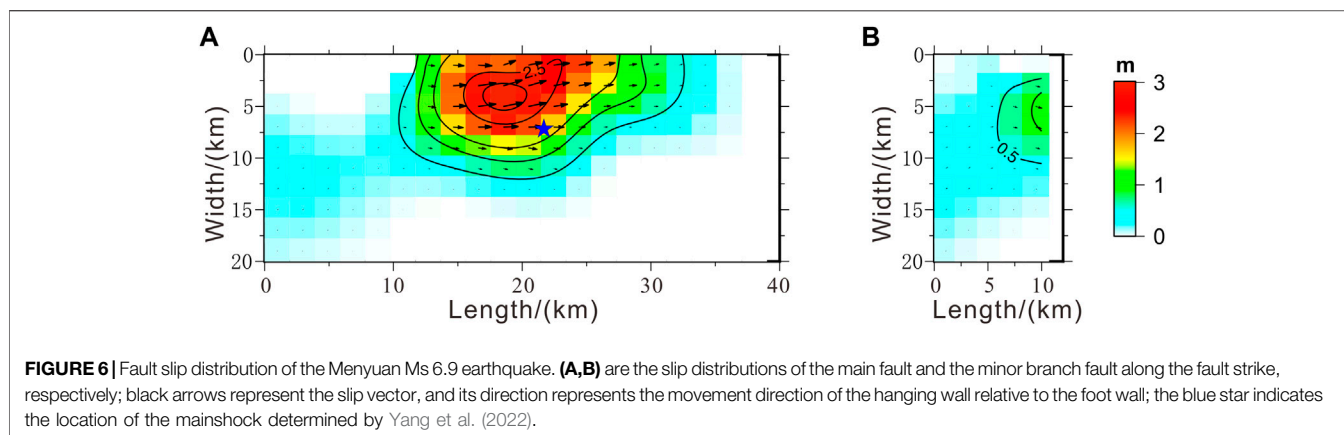 A
B
0
5
10
15
20
Width/(km)
0
10
20
30
40
Length/(km)
2.5
0
5
10
15
20
Width/(km)
0
5
10
Length/(km)
0.5
m
3
2
1
0
FIGURE 6 | Fault slip distribution of the Menyuan Ms 6.9 earthquake. (A,B) are the slip distributions of the main fault and the minor branch fault along the fault strike,
respectively; black arrows represent the slip vector, and its direction represents the movement direction of the hanging wall relative to the foot wall; the blue star indicates
the location of the mainshock determined by Yang et al. (2022).